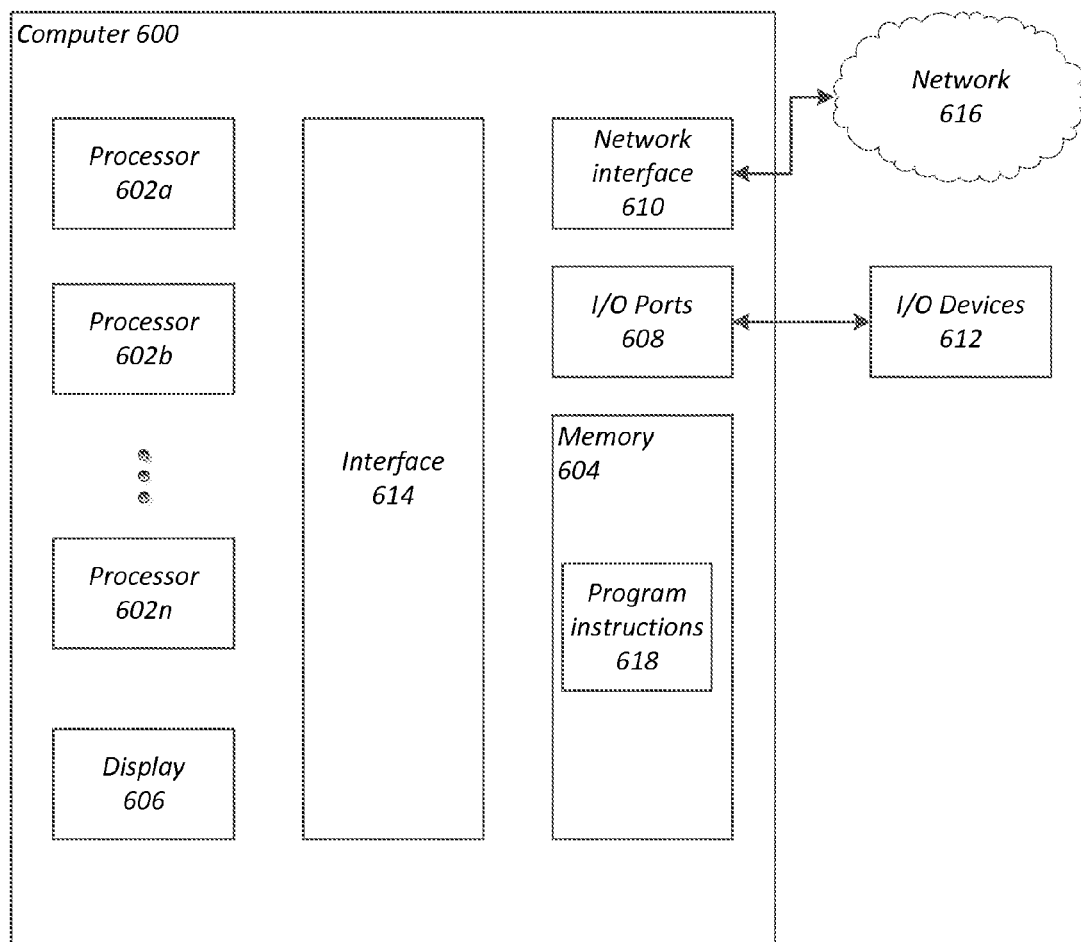 Computer 600
Processor
602a
Processor
602b
Processor
602n
Display
606
Interface
614
Network
interface
610
I/O Ports
608
Memory
604
Program
instructions
618
Network
616
I/O Devices
612